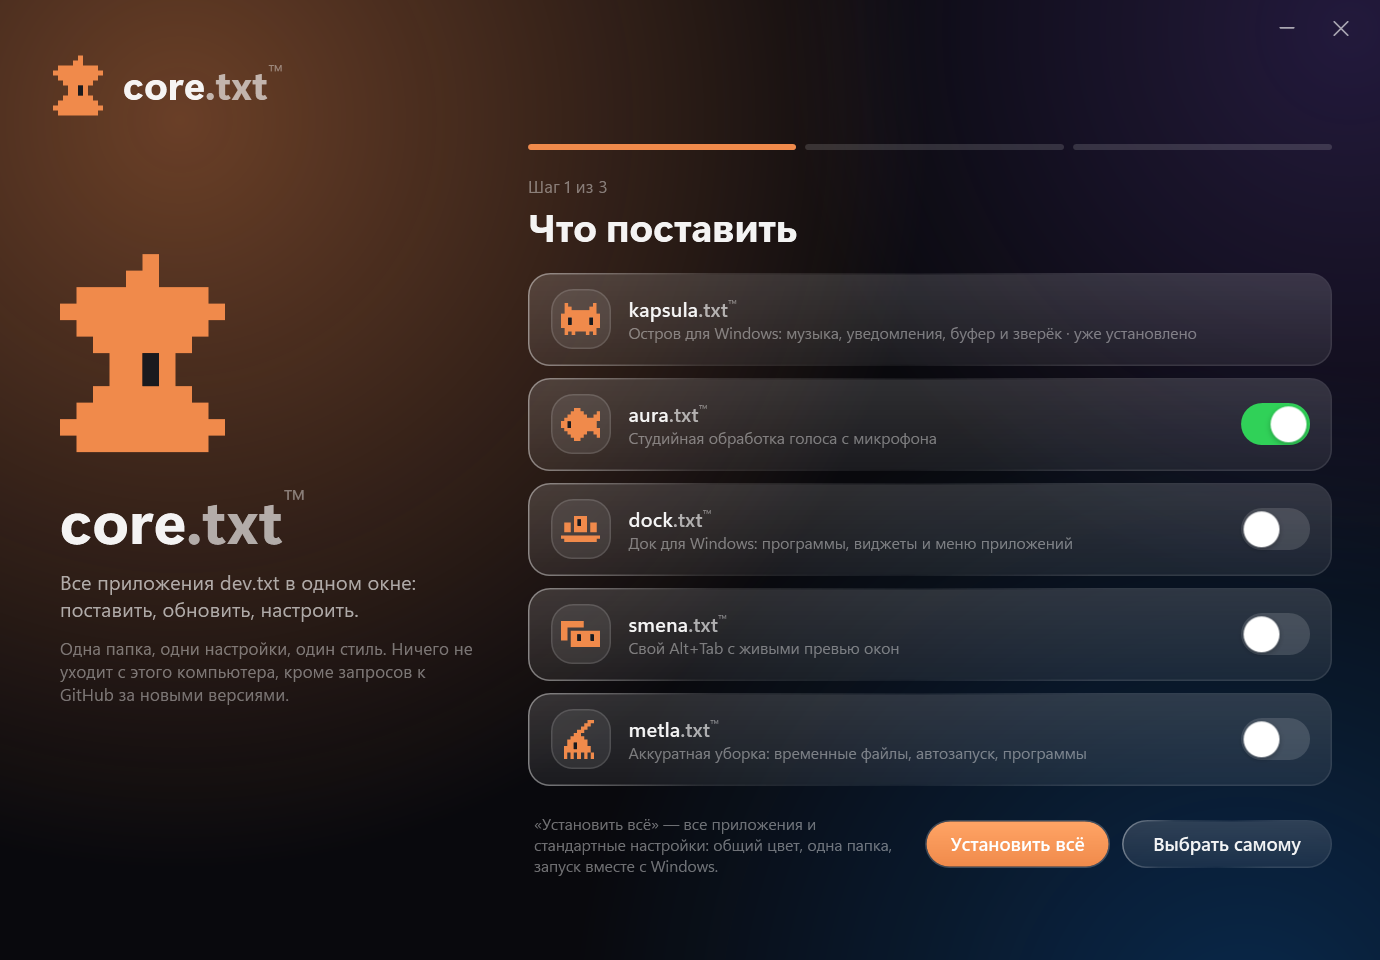 core.txt™
Шаг 1 из 3
Что поставить
kapsula.txt™
Остров для Windows: музыка, уведомления, буфер и зверёк · уже установлено
aura.txt™
Студийная обработка голоса с микрофона
dock.txt™
Док для Windows: программы, виджеты и меню приложений
smena.txt™
Свой Alt+Tab с живыми превью окон
metla.txt™
Аккуратная уборка: временные файлы, автозапуск, программы
core.txt™
Все приложения dev.txt в одном окне:
поставить, обновить, настроить.
Одна папка, одни настройки, один стиль. Ничего не
уходит с этого компьютера, кроме запросов к
GitHub за новыми версиями.
«Установить всё» — все приложения и
стандартные настройки: общий цвет, одна папка,
запуск вместе с Windows.
Установить всё
Выбрать самому